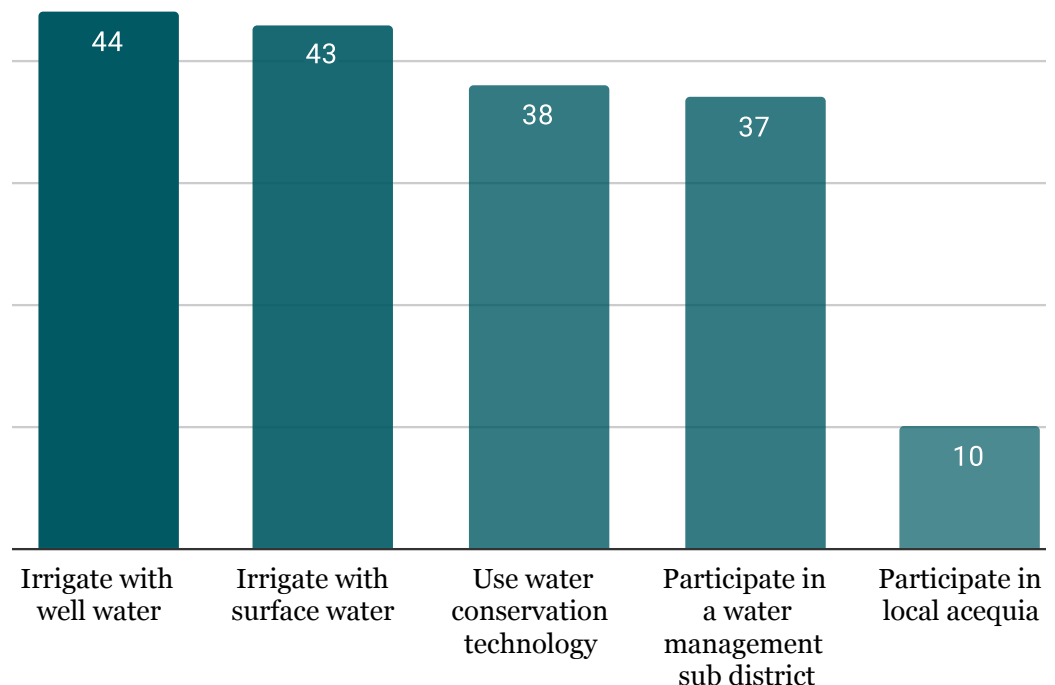 44
43
38
37
10
Irrigate with
well water
Irrigate with
surface water
Use water
conservation
technology
Participate in
a water
management
sub district
Participate in
local acequia